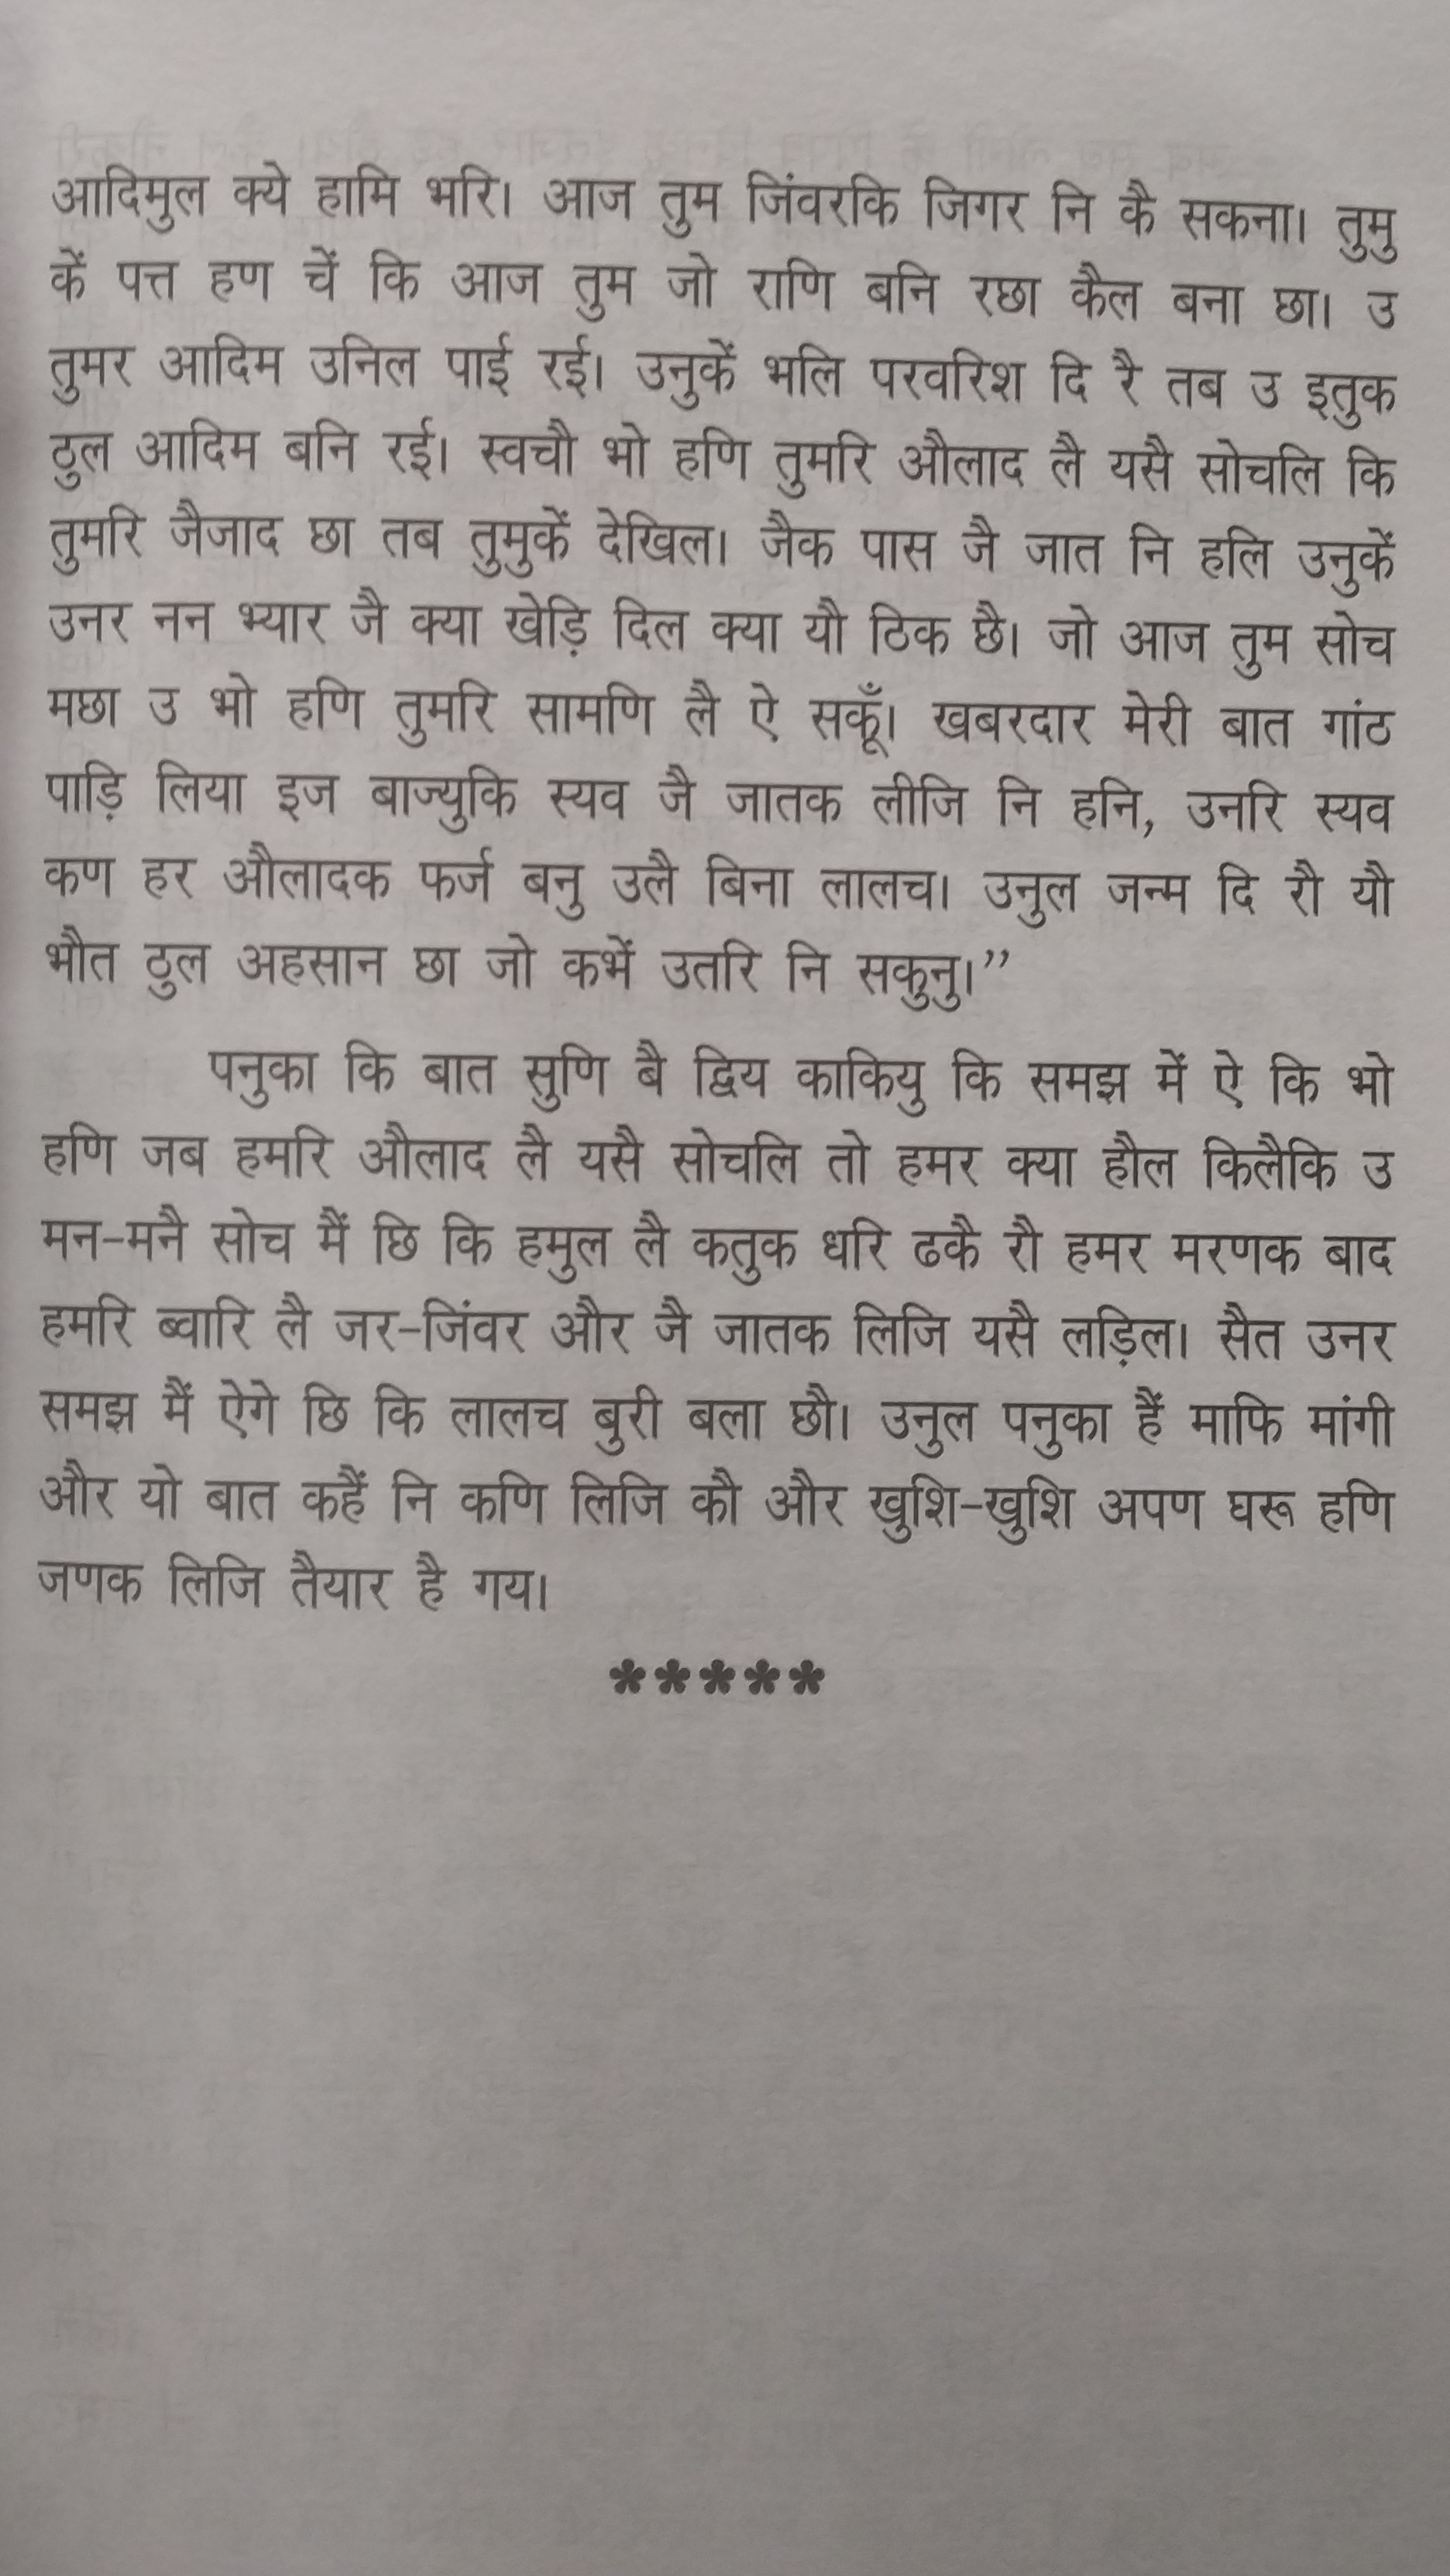 आदिमुल क्ये हामि भरि। आज तुम जिंवरकि जिगर नि कै सकना। तुमु
कें पत्त हण चें कि आज तुम जो राणि बनि रछा कैल बना छा। उ
तुमर आदिम उनिल पाई रई। उनुकें भलि परवरिश दि रै तब उ इतुक
ठुल आदिम बनि रई। स्वचौ भो हणि तुमरि औलाद लै यसै सोचलि कि
तुमरि जैजाद छा तब तुमुकें देखिल। जैक पास जै जात नि हलि उनुकें
उनर नन भ्यार जै क्या खेड़ि दिल क्या यौ ठिक छै। जो आज तुम सोच
मछा उ भो हणि तुमरि सामणि लै ऐ सकूँ। खबरदार मेरी बात गांठ
पाड़ि लिया इज बाज्युकि स्यव जै जातक लीजि नि हनि, उनरि स्यव
कण हर औलादक फर्ज बनु उलै बिना लालच। उनुल जन्म दि रौ यौ
भौत ठुल अहसान छा जो कभें उतरि नि सकुनु।”
पनुका कि बात सुणि बै द्विय काकियु कि समझ में ऐ कि भो
हणि जब हमरि औलाद लै यसै सोचलि तो हमर क्या हौल किलैकि उ
मन-मनै सोच मैं छि कि हमुल लै कतुक धरि ढकै रौ हमर मरणक बाद
हमरि ब्वारि लै जर-जिंवर और जै जातक लिजि यसै लड़िल। सैत उनर
समझ मैं ऐगे छि कि लालच बुरी बला छौ। उनुल पनुका हैं माफि मांगी
और यो बात कहैं नि कणि लिजि कौ और खुशि-खुशि अपण घरू हणि
जणक लिजि तैयार है गय।
*****